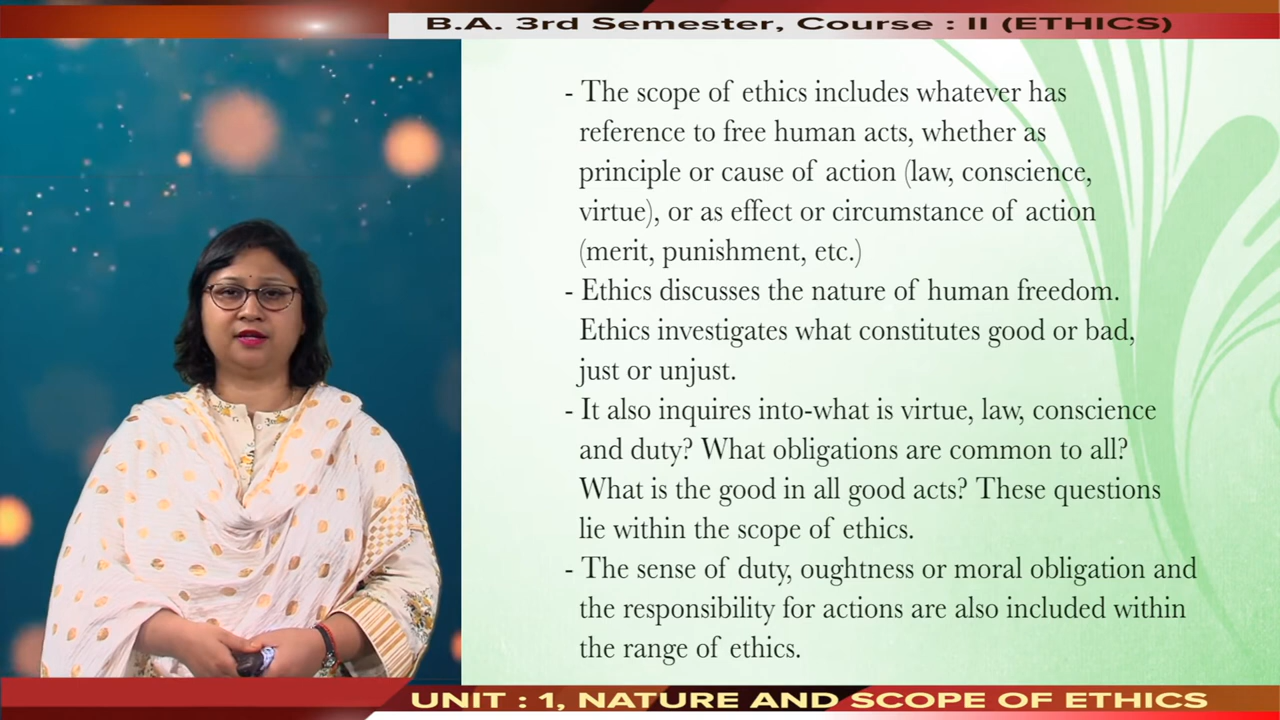 B.A. 3rd Semester, Course : II (ETHICS)
- The scope of ethics includes whatever has
reference to free human acts, whether as
principle or cause of action (law, conscience,
virtue), or as effect or circumstance of action
(merit, punishment, etc.)
- Ethics discusses the nature of human freedom.
Ethics investigates what constitutes good or bad,
just or unjust.
- It also inquires into-what is virtue, law, conscience
and duty? What obligations are common to all?
What is the good in all good acts? These questions
lie within the scope of ethics.
- The sense of duty, oughtness or moral obligation and
the responsibility for actions are also included within
the range of ethics.
UNIT : 1, NATURE AND SCOPE OF ETHICS